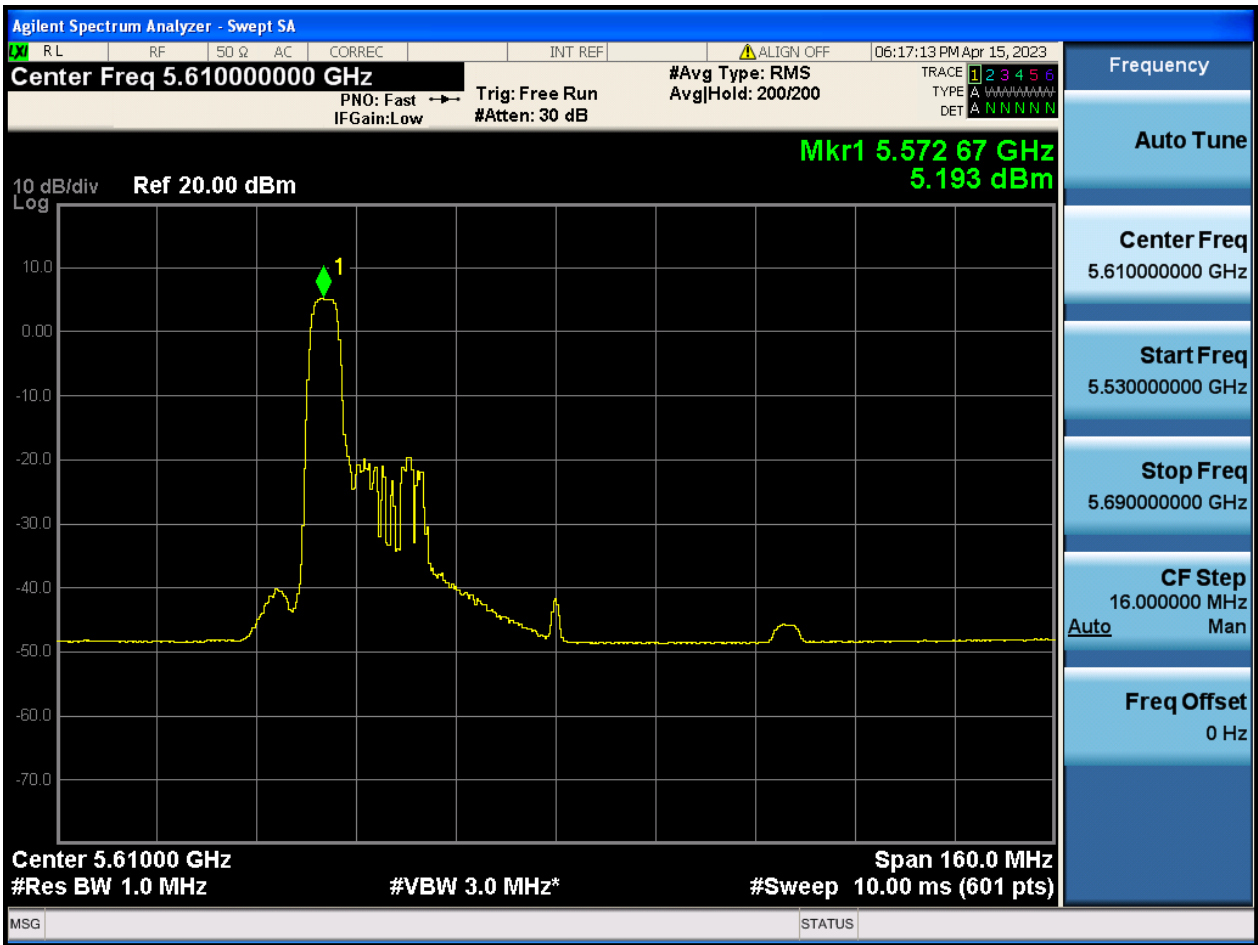 Agilent Spectrum Analyzer - Swept SA
LXI RL RF 50 Ω AC CORREC INT REF ALIGN OFF 06:17:13 PM Apr 15, 2023
Center Freq 5.610000000 GHz
PNO: Fast
IFGain:Low
Trig: Free Run
#Atten: 30 dB
#Avg Type: RMS
Avg|Hold: 200/200
TRACE 1 2 3 4 5 6
TYPE A WWWWW
DET A N N N N N
Mkr1 5.572 67 GHz
5.193 dBm
10 dB/div Ref 20.00 dBm
Log
1
10.0
0.00
-10.0
-20.0
-30.0
-40.0
-50.0
-60.0
-70.0
Center 5.61000 GHz Span 160.0 MHz
#Res BW 1.0 MHz #VBW 3.0 MHz* #Sweep 10.00 ms (601 pts)
MSG STATUS
Frequency
Auto Tune
Center Freq
5.610000000 GHz
Start Freq
5.530000000 GHz
Stop Freq
5.690000000 GHz
CF Step
16.000000 MHz
Auto Man
Freq Offset
0 Hz